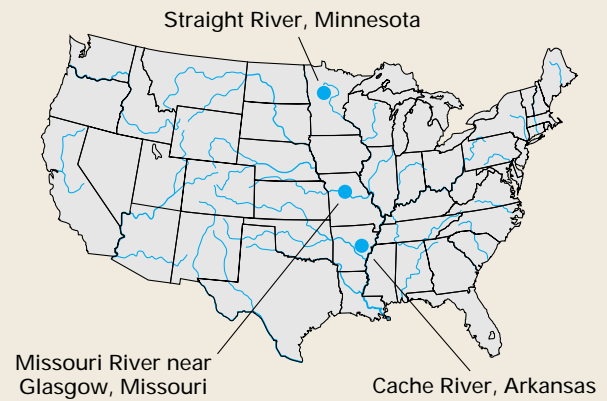 Straight River, Minnesota
Missouri River near
Glasgow, Missouri
Cache River, Arkansas